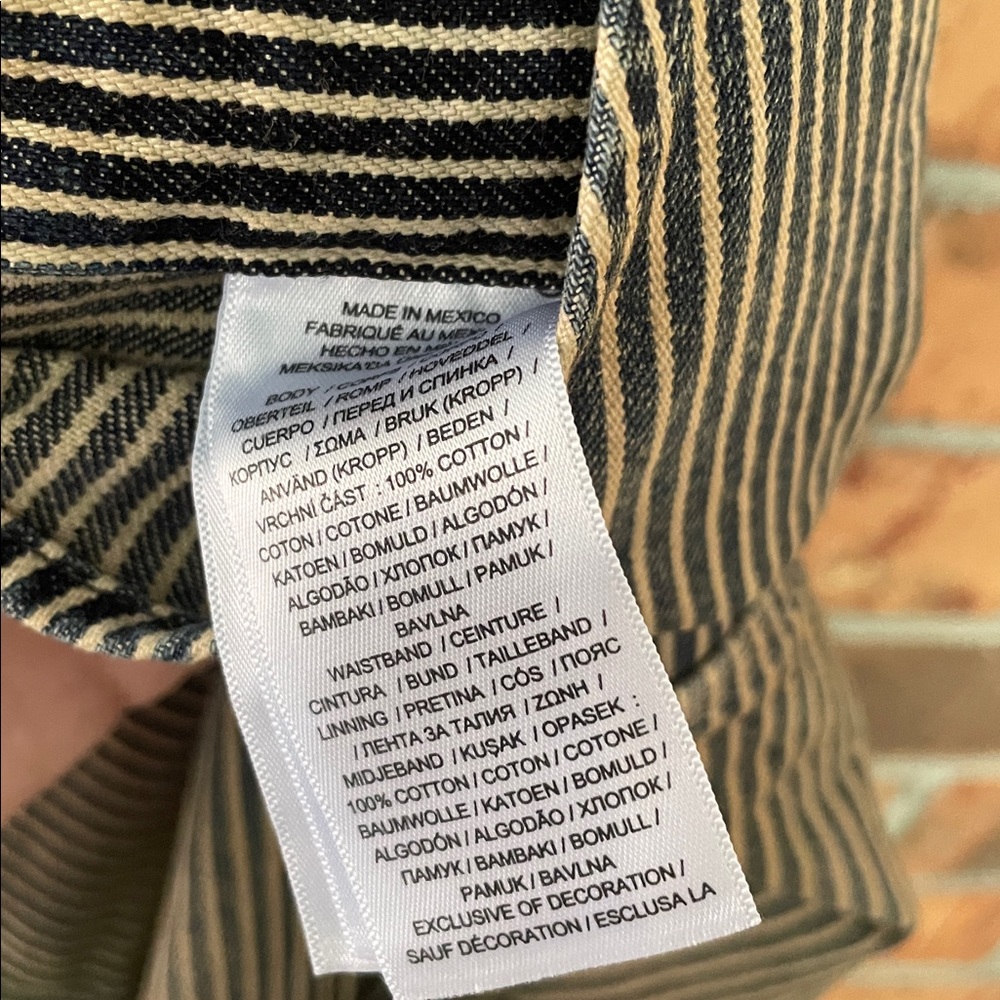 MADE IN MEXICO
FABRIQUÉ AU
HECHO EN
MEKSIKA'DA
BODY / / HOVEDDEL /
OBERTEIL / ROMP /
CUERPO / ПЕРЕД И СПИНКА /
КОРПУС / ΣΩΜΑ / BRUK (KROPP) /
ANVÄND (KROPP) / BEDEN /
VRCHNÍ ČÁST : 100% COTTON /
COTON / COTONE / BAUMWOLLE /
KATOEN / BOMULD / ALGODÓN /
ALGODÃO / ХЛОПОК / ПАМУК /
BAMBAKI / BOMULL / PAMUK /
BAVLNA
WAISTBAND / CEINTURE /
CINTURA / BUND / TAILLEBAND /
LINNING / PRETINA / CÓS / ПОЯС
/ ЛЕНТА ЗА ТАЛИЯ / ΖΩΝΗ /
MIDJEBAND / KUŞAK / OPASEK :
100% COTTON / COTON / COTONE /
BAUMWOLLE / KATOEN / BOMULD /
ALGODÓN / ALGODÃO / ХЛОПОК /
ПАМУК / BAMBAKI / BOMULL /
PAMUK / BAVLNA
EXCLUSIVE OF DECORATION /
SAUF DÉCORATION / ESCLUSA LA